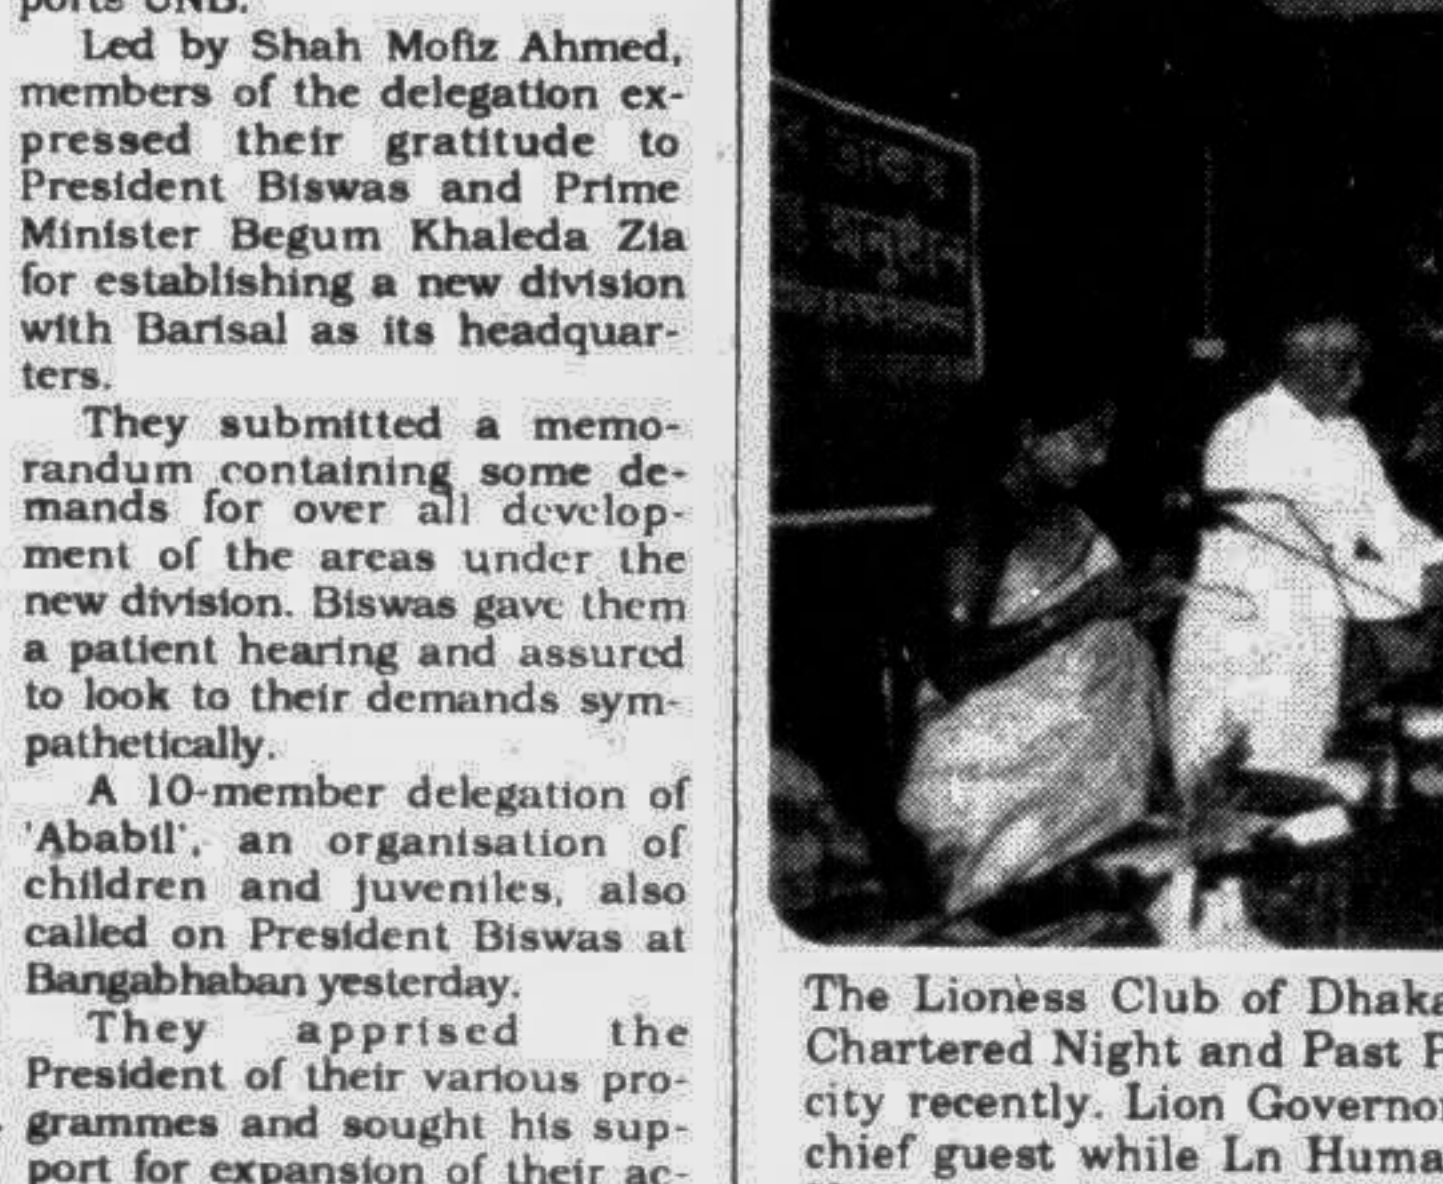 ports UNB.
Led by Shah Mofiz Ahmed,
members of the delegation ex-
pressed their gratitude to
President Biswas and Prime
Minister Begum Khaleda Zia
for establishing a new division
with Barisal as its headquar-
ters.
They submitted a memo-
randum containing some de-
mands for over all develop-
ment of the areas under the
new division. Biswas gave them
a patient hearing and assured
to look to their demands sym-
pathetically.
A 10-member delegation of
'Ababil', an organisation of
children and juveniles, also
called on President Biswas at
Bangabhaban yesterday.
They apprised the
President of their various pro-
grammes and sought his sup-
port for expansion of their ac-
The Lioness Club of Dhaka
Chartered Night and Past P
city recently. Lion Governor
chief guest while Ln Huma